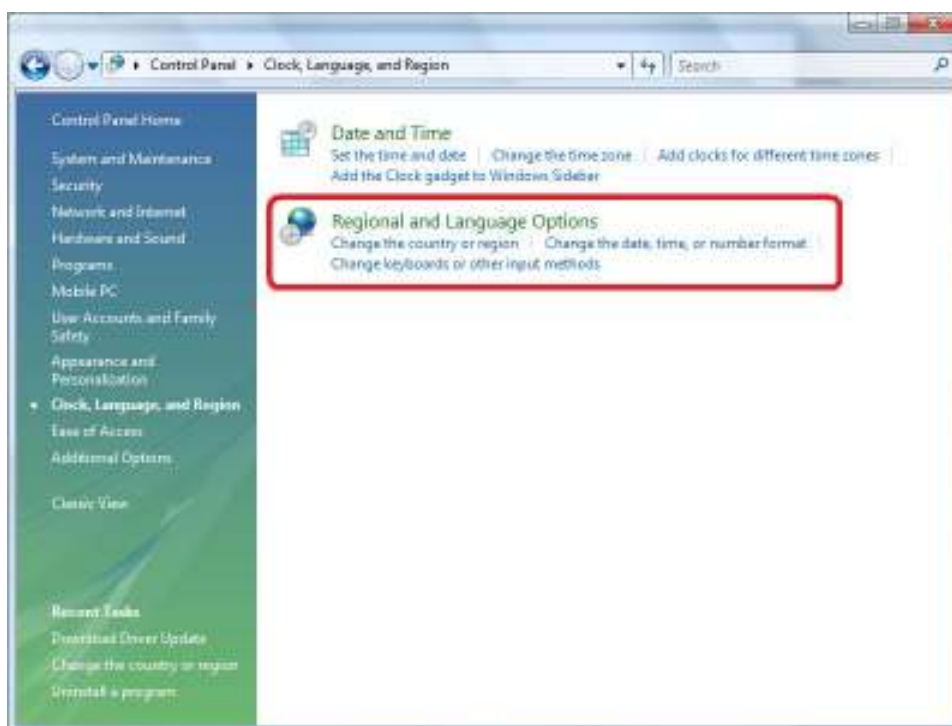 Control Panel Clock, Language, and Region Search
Control Panel Home
System and Maintenance
Security
Network and Internet
Hardware and Sound
Programs
Mobile PC
User Accounts and Family
Safety
Appearance and
Personalization
Clock, Language, and Region
Ease of Access
Additional Options
Classic View
Recent Tasks
Download Driver Update
Change the country or region
Uninstall a program
Date and Time
Set the time and date Change the time zone Add clocks for different time zones
Add the Clock gadget to Windows Sidebar
Regional and Language Options
Change the country or region Change the date, time, or number format
Change keyboards or other input methods